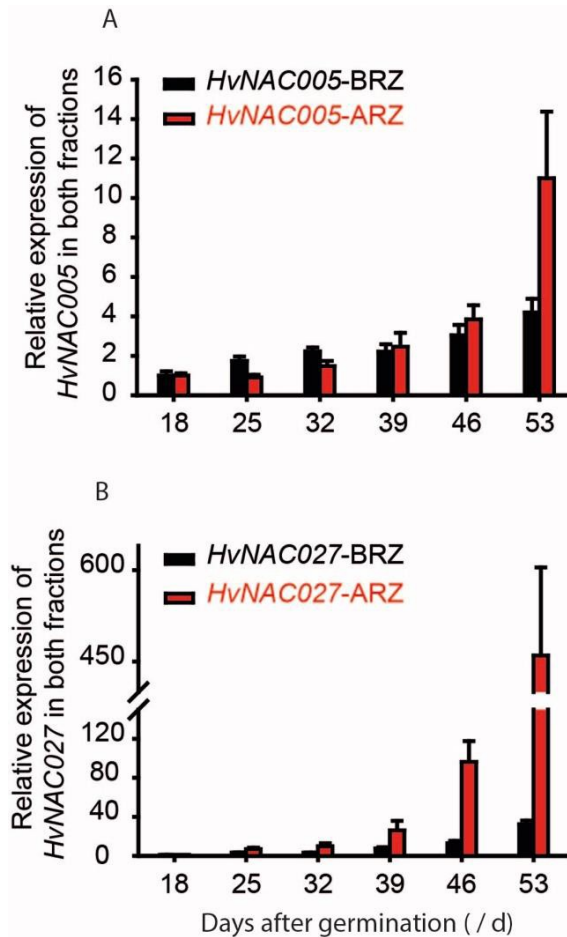 A
Relative expression of
HvNAC005 in both fractions
HvNAC005-BRZ
HvNAC005-ARZ
16
14
12
10
8
6
4
2
0
18 25 32 39 46 53
B
Relative expression of
HvNAC027 in both fractions
HvNAC027-BRZ
HvNAC027-ARZ
600
450
120
80
40
0
18 25 32 39 46 53
Days after germination ( / d)